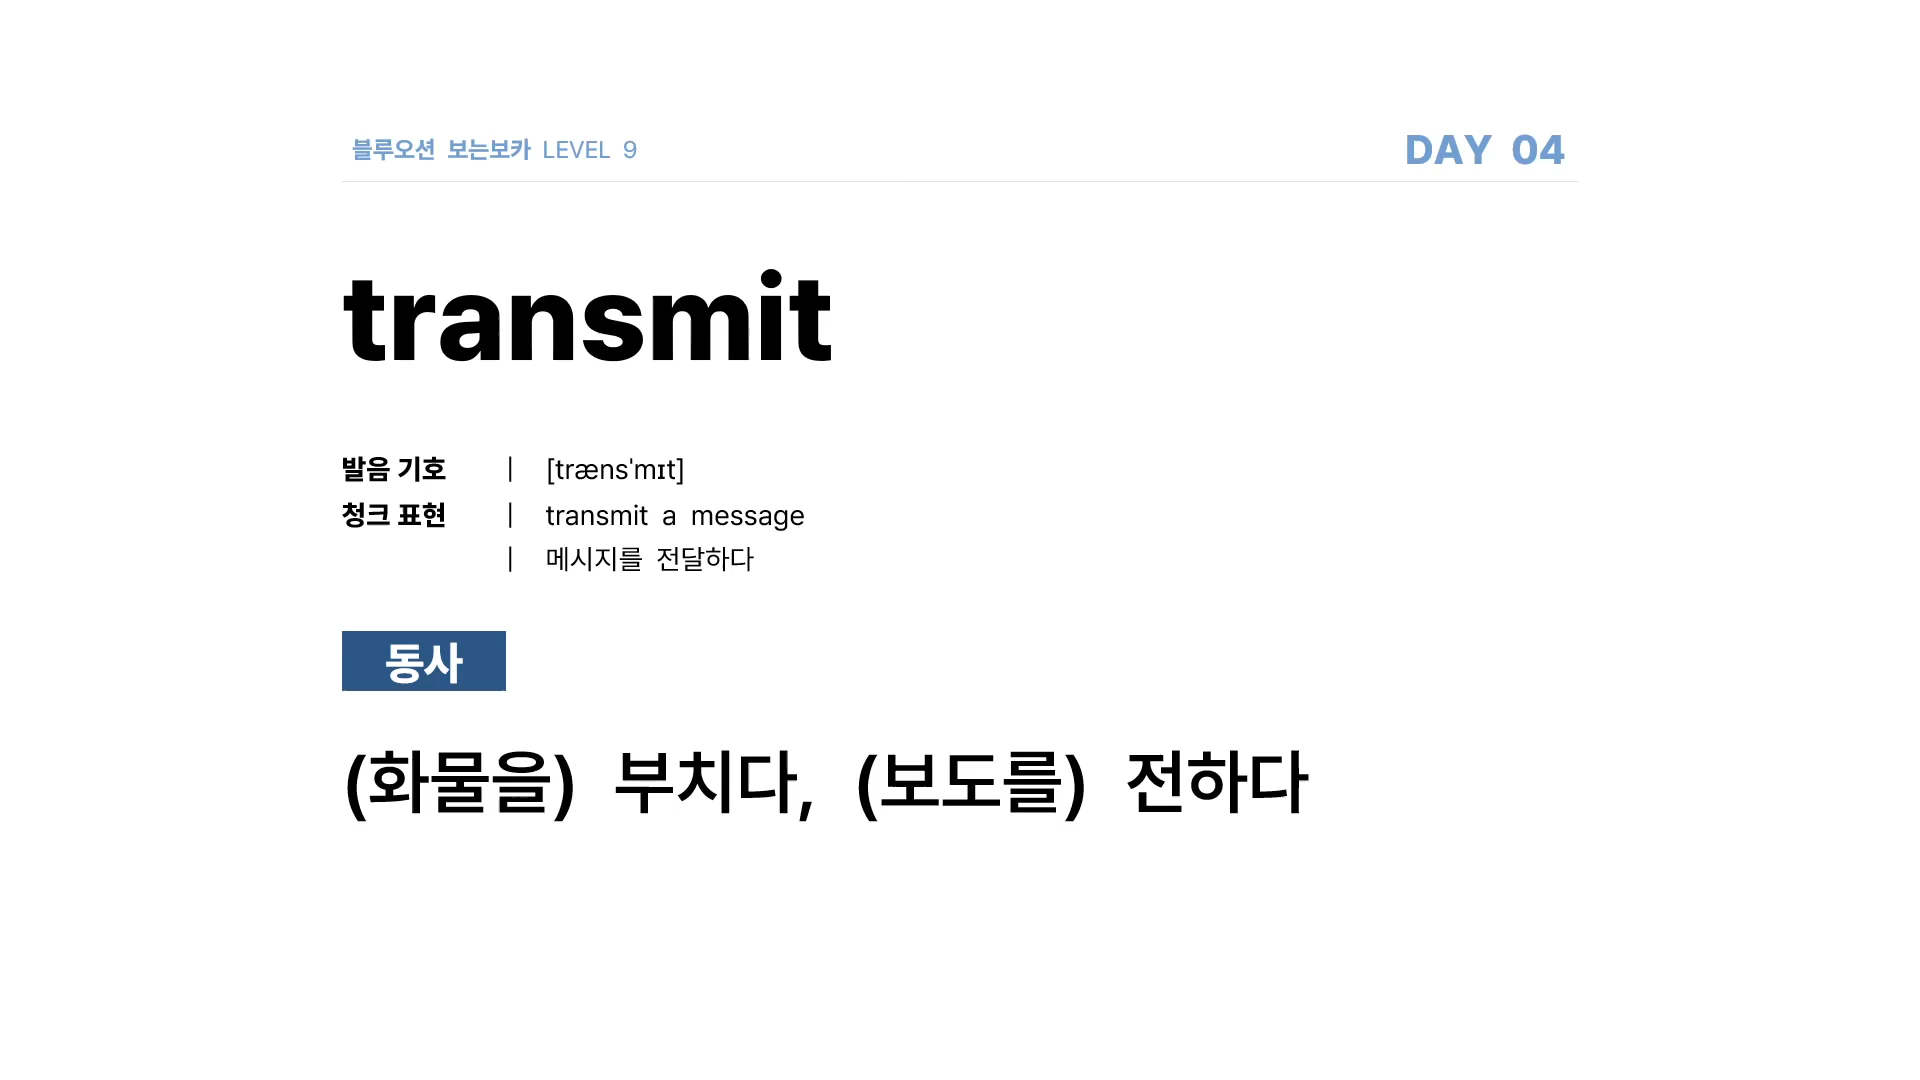 블루오션 보는보카 LEVEL 9
DAY 04
transmit
발음 기호 | [trænsˈmɪt]
청크 표현 | transmit a message
| 메시지를 전달하다
동사
(화물을) 부치다, (보도를) 전하다